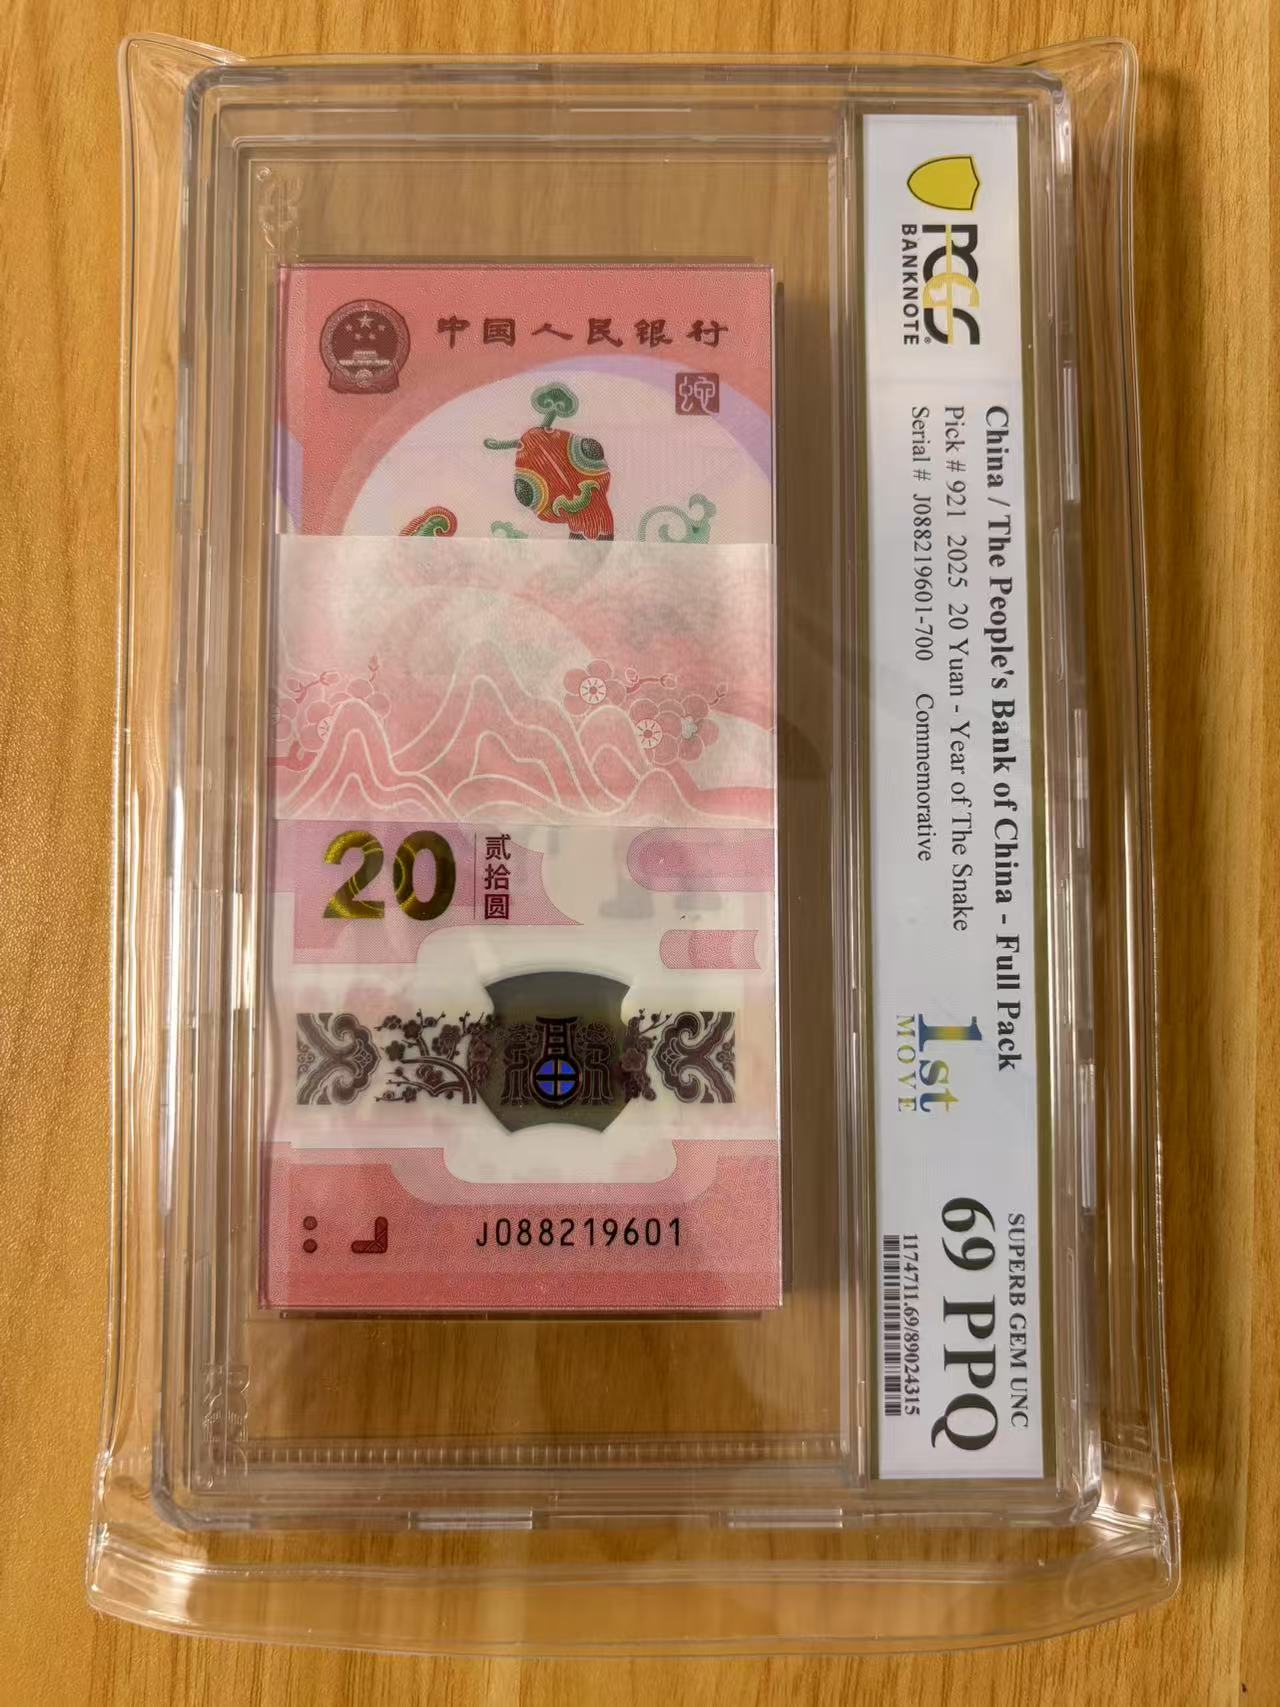 中国人民银行
蛇
20
贰拾圆
J088219601
PCGS
BANKNOTE
China / The People's Bank of China - Full Pack
Pick # 921 2025 20 Yuan - Year of The Snake
Serial # J088219601-700 Commemorative
1st
MOVE
SUPERB GEM UNC
69 PPQ
1174711.69/89024315